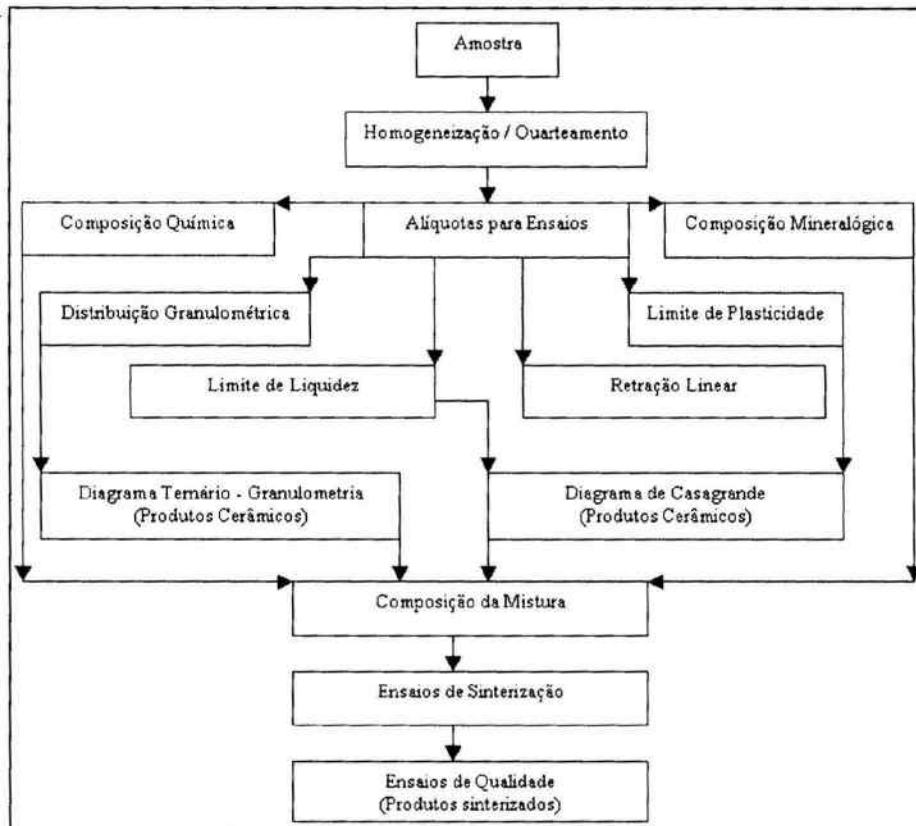 Amostra
Homogeneização / Quarteamento
Composição Química
Alíquotas para Ensaios
Composição Mineralógica
Distribuição Granulométrica
Limite de Plasticidade
Limite de Liquidez
Retração Linear
Diagrama Ternário - Granulometria
(Produtos Cerâmicos)
Diagrama de Casagrande
(Produtos Cerâmicos)
Composição da Mistura
Ensaios de Sinterização
Ensaios de Qualidade
(Produtos sinterizados)